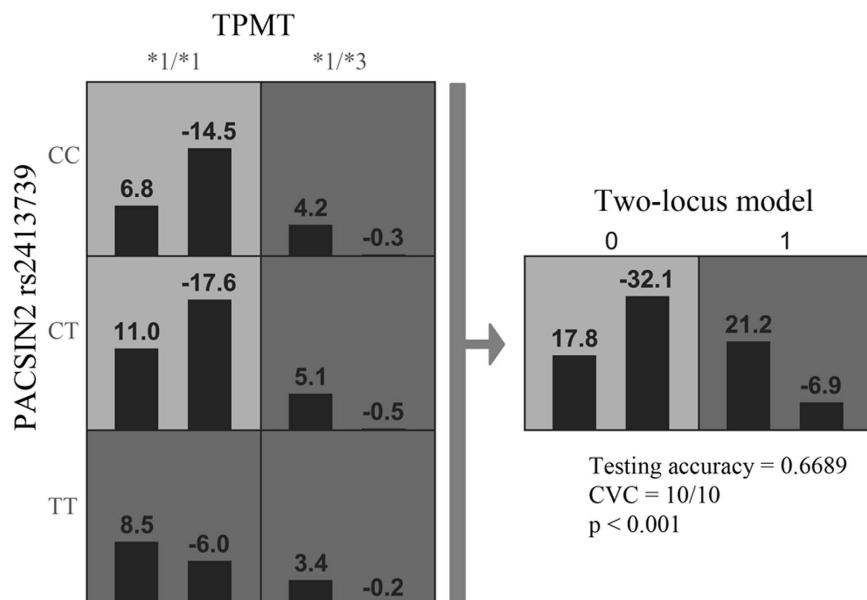 TPMT
*1/*1 *1/*3
PACSIN2 rs2413739
CC
6.8 -14.5 4.2 -0.3
CT
11.0 -17.6 5.1 -0.5
TT
8.5 -6.0 3.4 -0.2
Two-locus model
0 1
17.8 -32.1 21.2 -6.9
Testing accuracy = 0.6689
CVC = 10/10
p < 0.001